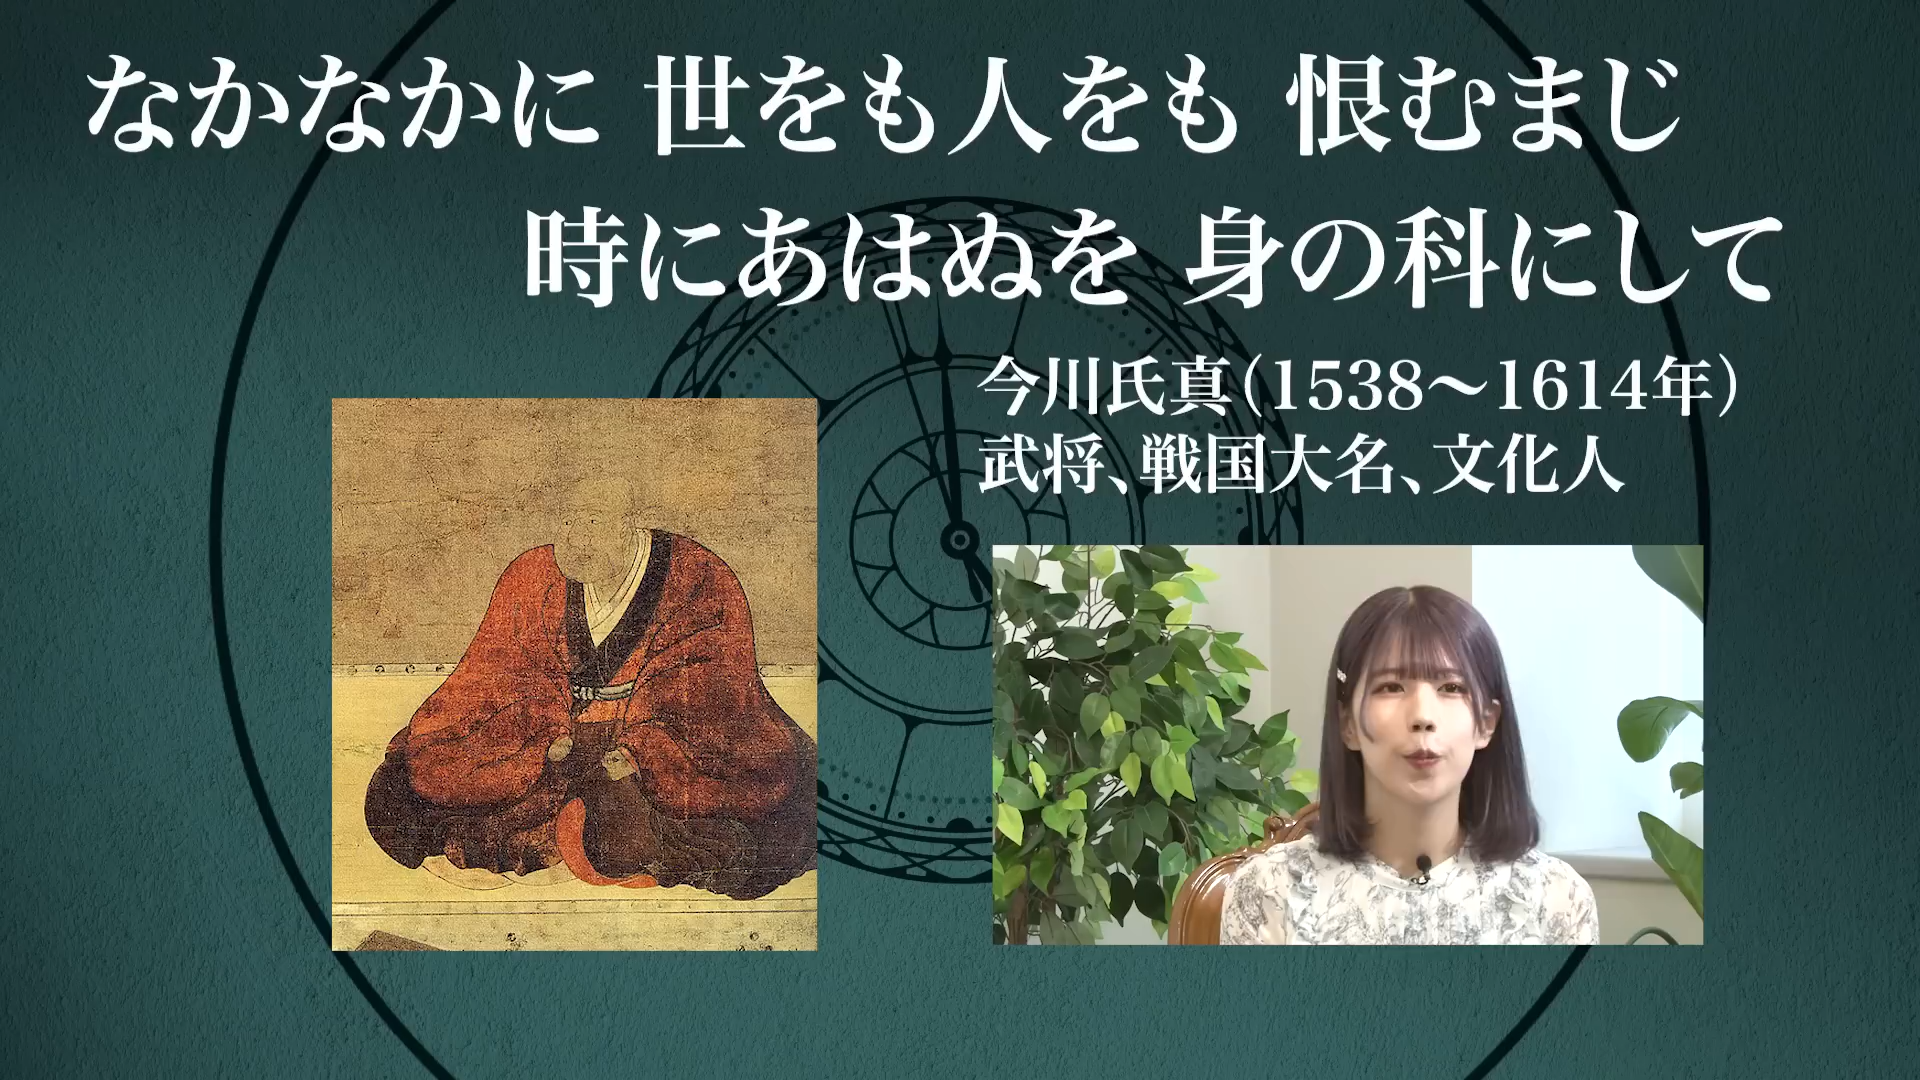 なかなかに 世をも人をも 恨むまじ
時にあはぬを 身の科にして
今川氏真（1538〜1614年）
武将、戦国大名、文化人